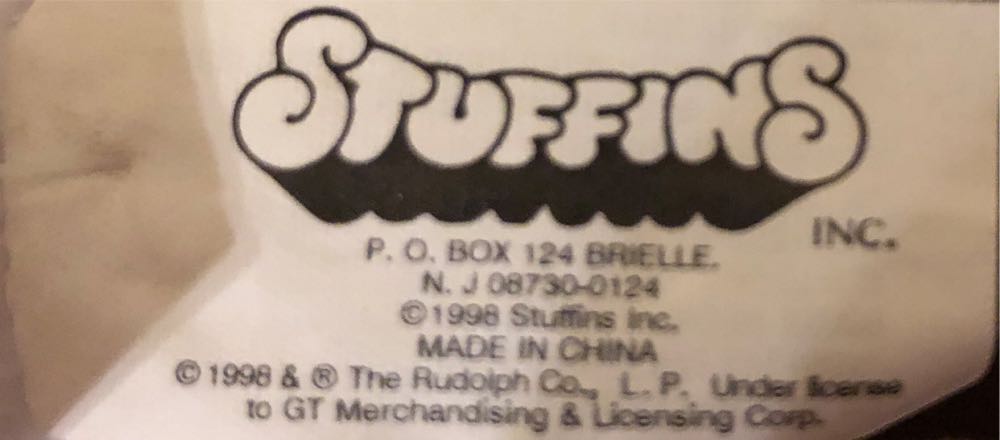 STUFFINS
INC.
P. O. BOX 124 BRIELLE.
N. J 08730-0124
©1998 Stuffins Inc.
MADE IN CHINA
© 1998 & ® The Rudolph Co., L. P. Under license
to GT Merchandising & Licensing Corp.